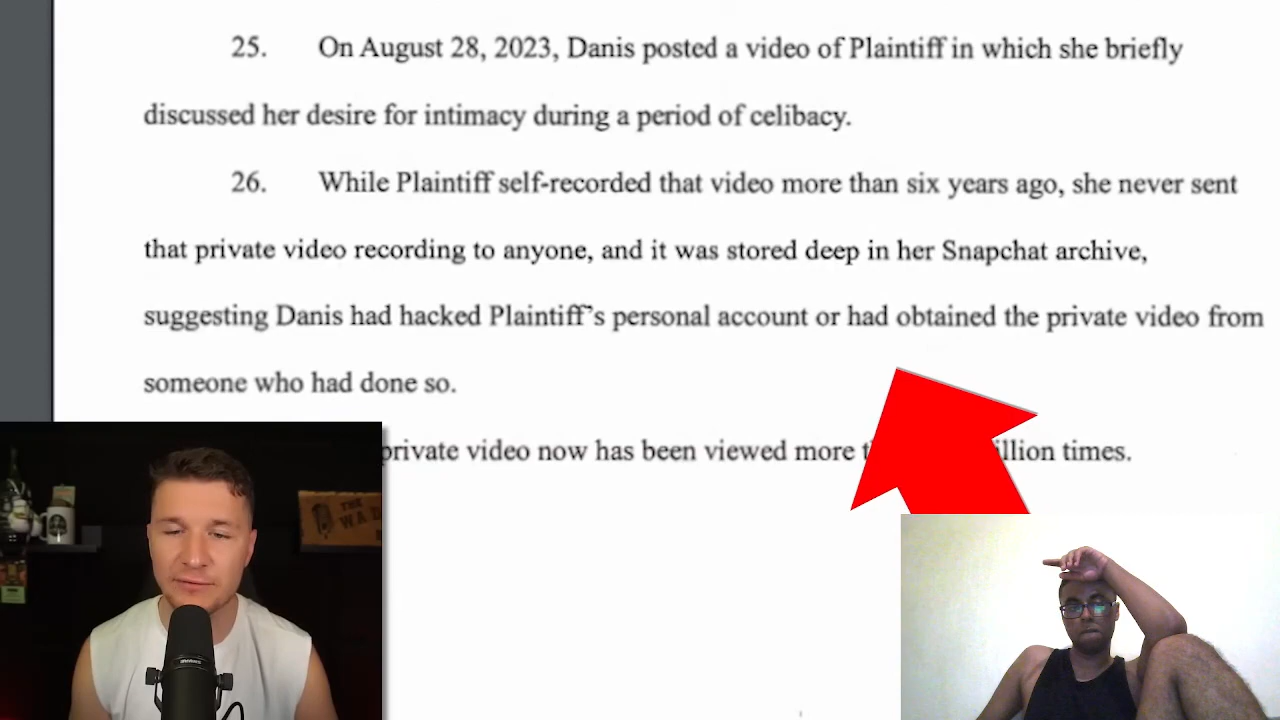 25. On August 28, 2023, Danis posted a video of Plaintiff in which she briefly
discussed her desire for intimacy during a period of celibacy.
26. While Plaintiff self-recorded that video more than six years ago, she never sent
that private video recording to anyone, and it was stored deep in her Snapchat archive,
suggesting Danis had hacked Plaintiff's personal account or had obtained the private video from
someone who had done so.
private video now has been viewed more
times.
THE